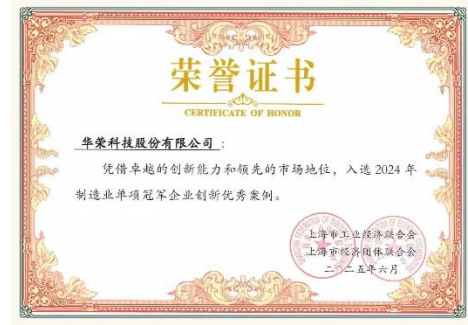 荣誉证书
CERTIFICATE OF HONOR
华荣科技股份有限公司：
凭借卓越的创新能力和领先的市场地位，入选 2024 年
制造业单项冠军企业创新优秀案例。
上海市工业经济联合会
上海市经济团体联合会
二〇二五年六月